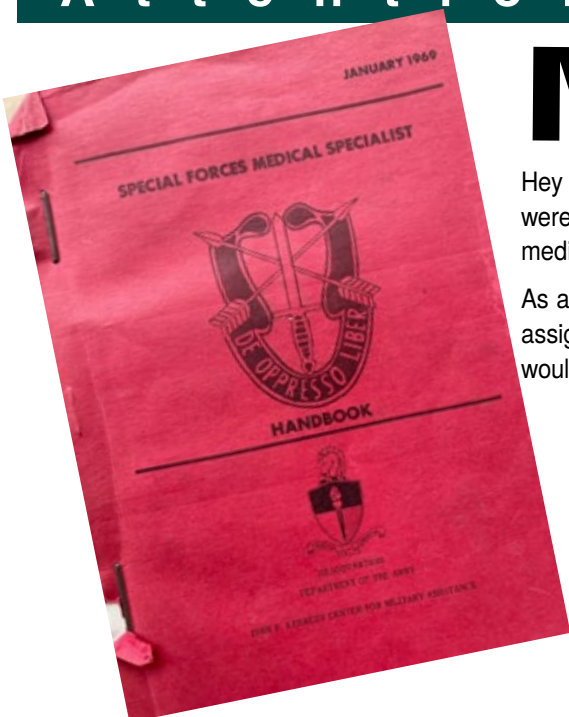 A t t e n t i o
M
Hey
were
medi
As a
assig
woul
JANUARY 1969
SPECIAL FORCES MEDICAL SPECIALIST
DE OPPRESSO LIBER
HANDBOOK
HEADQUARTERS
DEPARTMENT OF THE ARMY
JOHN F. KENNEDY CENTER FOR MILITARY ASSISTANCE